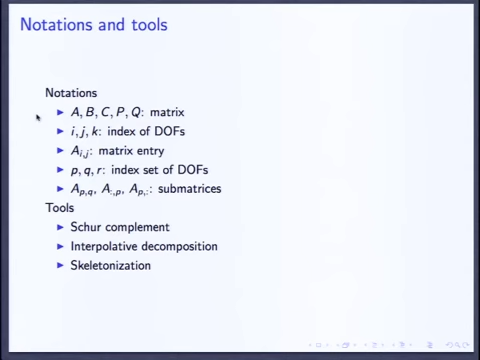 Notations and tools
Notations
A, B, C, P, Q: matrix
i, j, k: index of DOFs
A_{i,j}: matrix entry
p, q, r: index set of DOFs
A_{p,q}, A_{:,p}, A_{p,:}: submatrices
Tools
Schur complement
Interpolative decomposition
Skeletonization